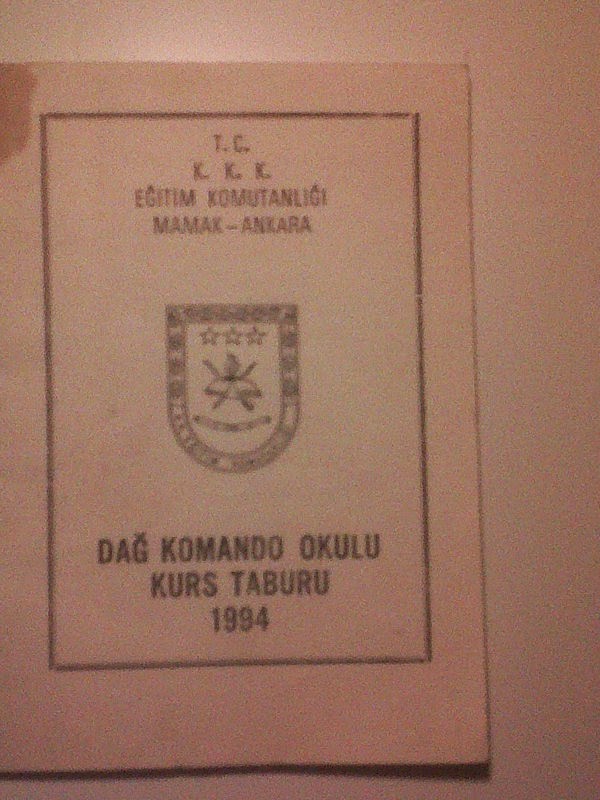 T.C.
K. K. K.
EĞİTİM KOMUTANLIĞI
MAMAK-ANKARA
DAĞ KOMANDO OKULU
KURS TABURU
1994